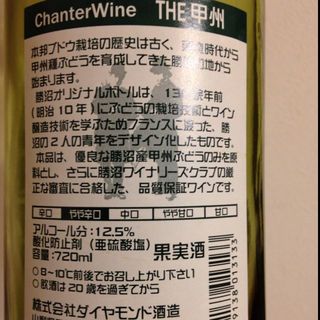 ChanterWine THE 甲州
本邦ブドウ栽培の歴史は古く、 時代から
甲州種ぶどうを育成してきた勝沼の地から
始まります。
勝沼オリジナルボトルは、13 余年前
(明治10年)にぶどうの栽培技術とワイン
醸造技術を学ぶためフランスに渡った、勝
沼の2人の青年をデザイン化したものです。
本品は、優良な勝沼産甲州ぶどうのみを原
料とし、さらに勝沼ワイナリーズクラブの厳
正な審査に合格した、品質保証ワインです。
辛口 やや辛口 中口 やや甘口 甘口
アルコール分:12.5%
酸化防止剤(亜硫酸塩)
容量:720ml
果実酒
●8~10℃前後でお召し上がり下さい
●飲酒は20歳を過ぎてから
株式会社ダイヤモンド酒造
9138 013133